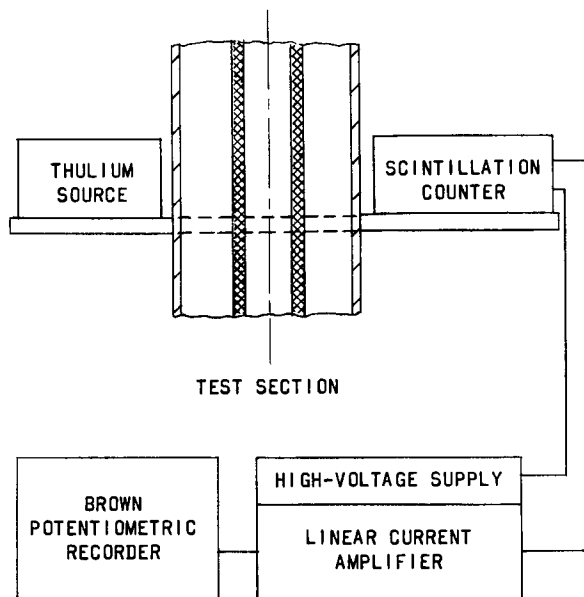 THULIUM
SOURCE
SCINTILLATION
COUNTER
TEST SECTION
HIGH-VOLTAGE SUPPLY
BROWN
POTENTIOMETRIC
RECORDER
LINEAR CURRENT
AMPLIFIER